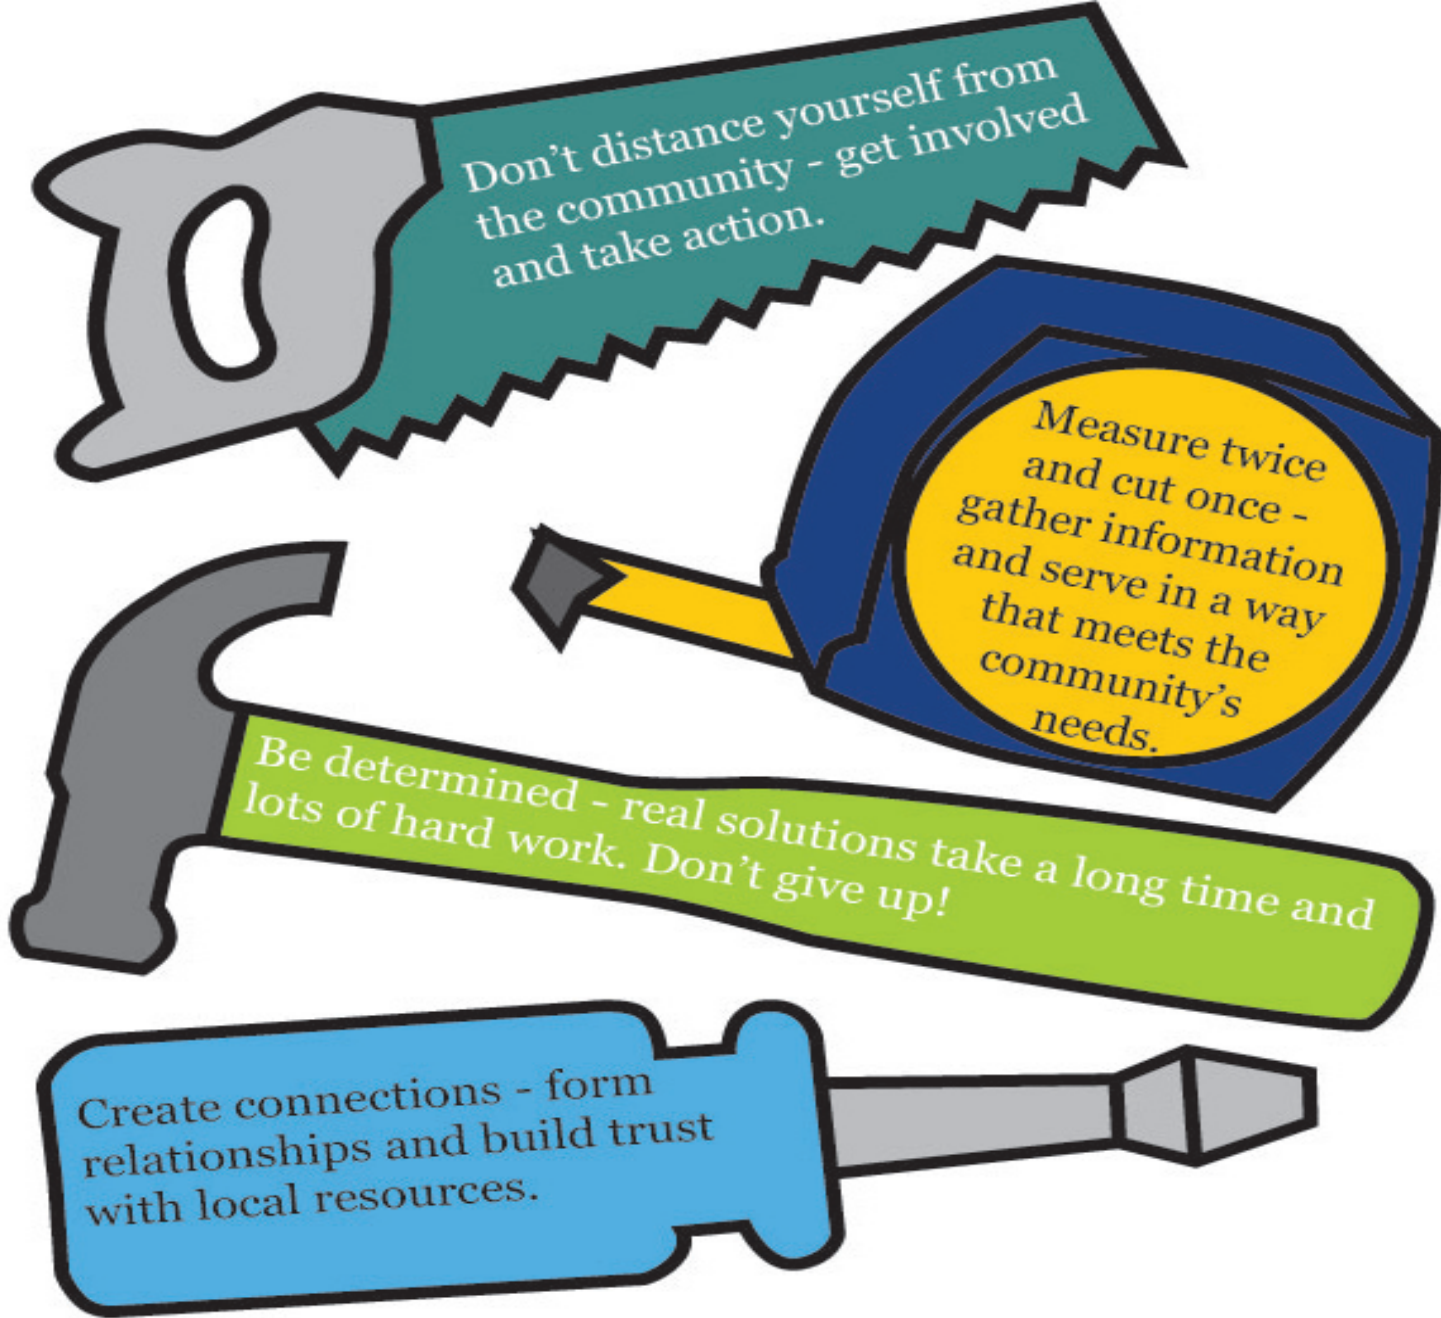 Don't distance yourself from
the community - get involved
and take action.
Measure twice
and cut once -
gather information
and serve in a way
that meets the
community's
needs.
Be determined - real solutions take a long time and
lots of hard work. Don't give up!
Create connections - form
relationships and build trust
with local resources.